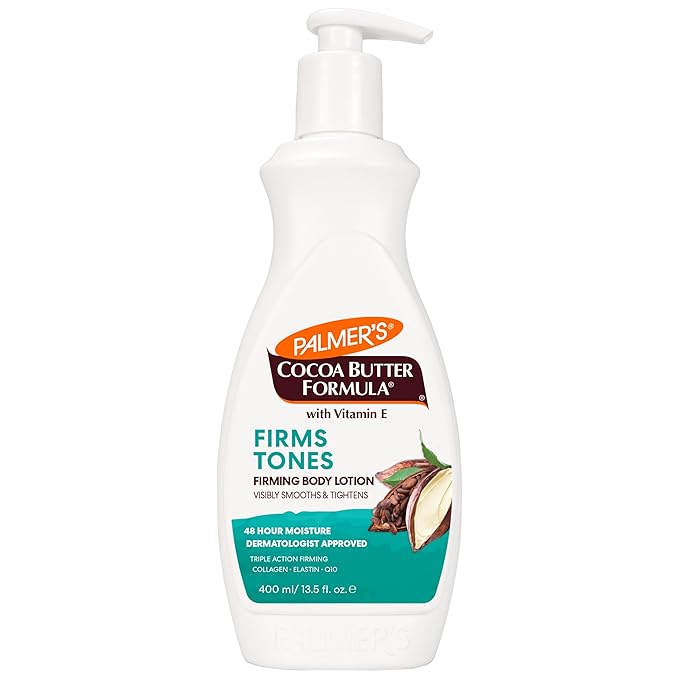 PALMER'S®
COCOA BUTTER
FORMULA®
®
with Vitamin E
FIRMS
TONES
FIRMING BODY LOTION
VISIBLY SMOOTHS & TIGHTENS
48 HOUR MOISTURE
DERMATOLOGIST APPROVED
TRIPLE ACTION FIRMING
COLLAGEN • ELASTIN • Q10
400 ml/ 13.5 fl. oz. ℮
PALMER'S